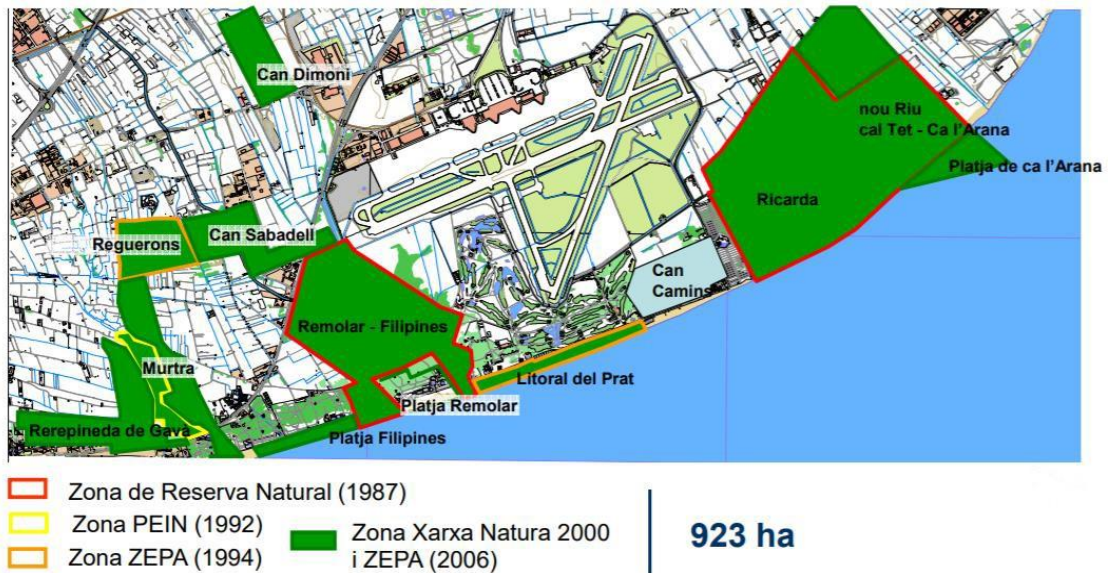 Can Dimoni
nou Riu
cal Tet - Ca l'Arana
Platja de ca l'Arana
Ricarda
Reguerons
Can Sabadell
Can
Camins
Remolar - Filipines
Murtra
Litoral del Prat
Platja Remolar
Rerepineda de Gavà
Platja Filipines
Zona de Reserva Natural (1987)
Zona PEIN (1992)
Zona ZEPA (1994)
Zona Xarxa Natura 2000
i ZEPA (2006)
923 ha